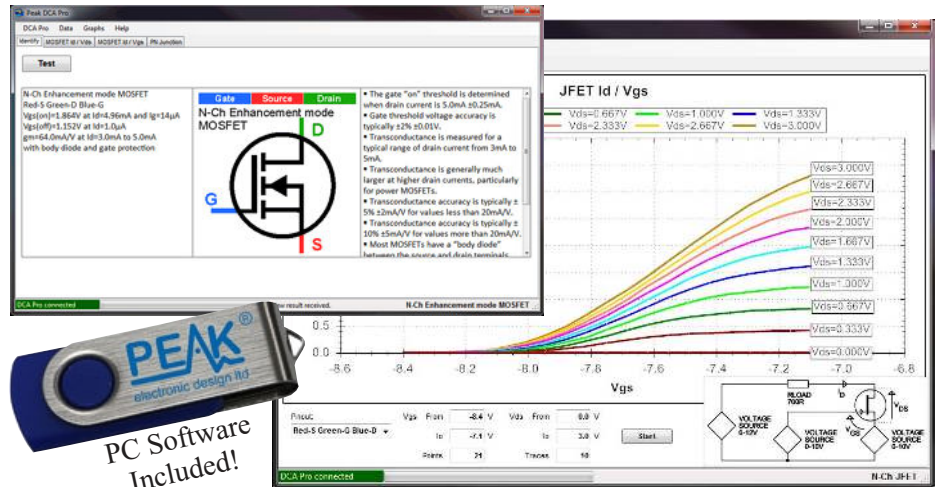 Peak DCA Pro
DCA Pro Data Graphs Help
Identify MOSFET Id / Vds MOSFET Id / Vgs PN Junction
Test
N-Ch Enhancement mode MOSFET
Red-S Green-D Blue-G
Vgs(on)=1.864V at Id=4.96mA and Ig=14µA
Vgs(off)=1.152V at Id=1.0µA
gm=64.0mA/V at Id=3.0mA to 5.0mA
with body diode and gate protection
Gate Source Drain
N-Ch Enhancement mode
MOSFET
D
G
S
• The gate "on" threshold is determined
when drain current is 5.0mA ±0.25mA.
• Gate threshold voltage accuracy is
typically ±2% ±0.01V.
• Transconductance is measured for a
typical range of drain current from 3mA to
5mA.
• Transconductance is generally much
larger at higher drain currents, particularly
for power MOSFETs.
• Transconductance accuracy is typically ±
5% ±2mA/V for values less than 20mA/V.
• Transconductance accuracy is typically ±
10% ±5mA/V for values more than 20mA/V.
• Most MOSFETs have a "body diode"
between the source and drain terminals
DCA Pro connected
result received.
N-Ch Enhancement mode MOSFET
JFET Id / Vgs
Vds=0.667V Vds=1.000V Vds=1.333V
Vds=2.333V Vds=2.667V Vds=3.000V
Vds=3.000V
Vds=2.667V
Vds=2.333V
Vds=2.000V
Vds=1.667V
Vds=1.333V
Vds=1.000V
Vds=0.667V
Vds=0.333V
Vds=0.000V
0.5
0.0
-8.6 -8.4 -8.2 -8.0 -7.8 -7.6 -7.4 -7.2 -7.0 -6.8
Vgs
Pinout:
Red-S Green-G Blue-D
Vgs From -8.4 V Vds From 0.0 V
to -7.1 V to 3.0 V
Points 21 Traces 10
Start
RLOAD
700R
ID
VDS
VGS
VOLTAGE
SOURCE
0-12V
VOLTAGE
SOURCE
0-10V
VOLTAGE
SOURCE
0-10V
DCA Pro connected
N-Ch JFET
PEAK®
electronic design ltd
PC Software
Included!